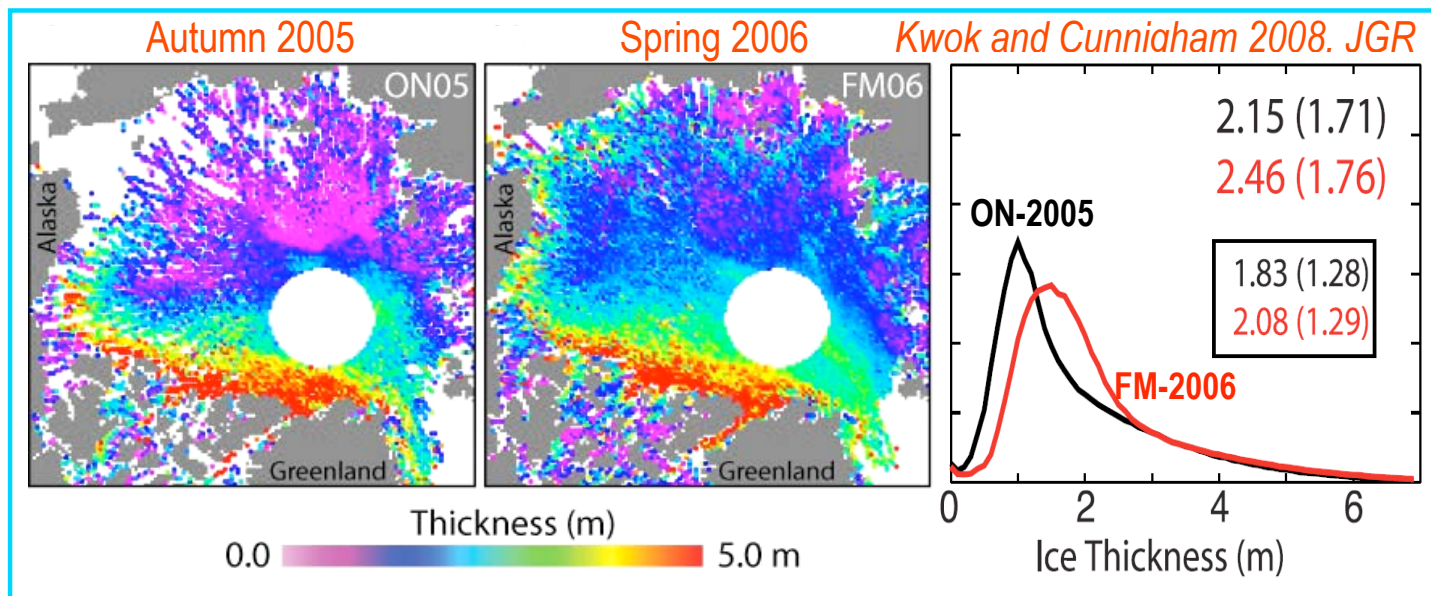 Autumn 2005
Spring 2006
Kwok and Cunnigham 2008. JGR
ON05
FM06
Alaska
Alaska
Greenland
Greenland
Thickness (m)
0.0
5.0 m
2.15 (1.71)
2.46 (1.76)
ON-2005
1.83 (1.28)
2.08 (1.29)
FM-2006
0 2 4 6
Ice Thickness (m)